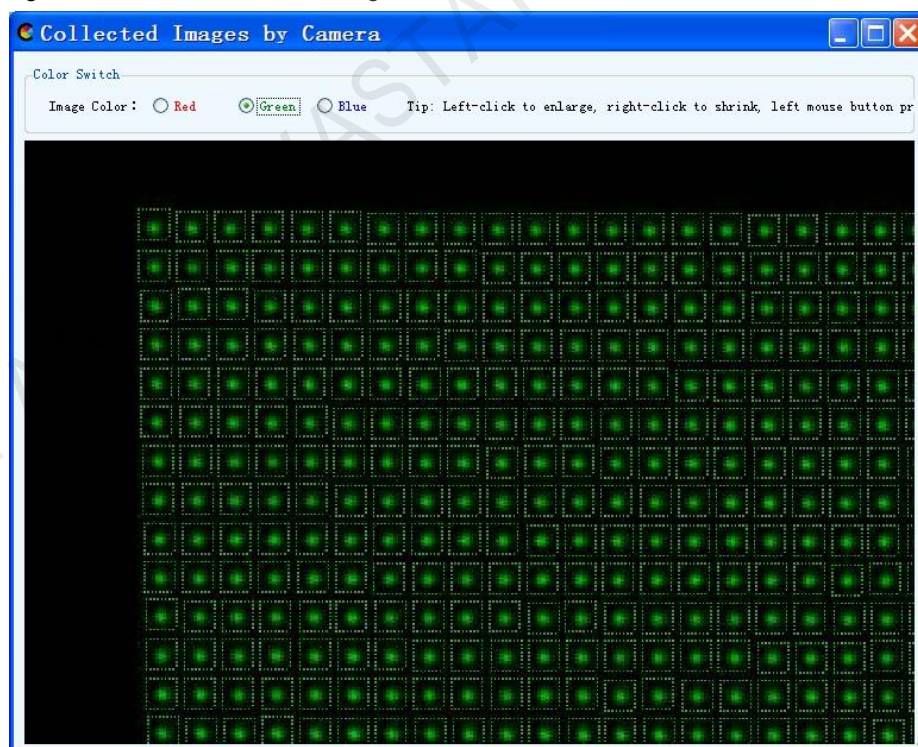 Collected Images by Camera
Color Switch
Image Color: Red Green Blue Tip: Left-click to enlarge, right-click to shrink, left mouse button pr